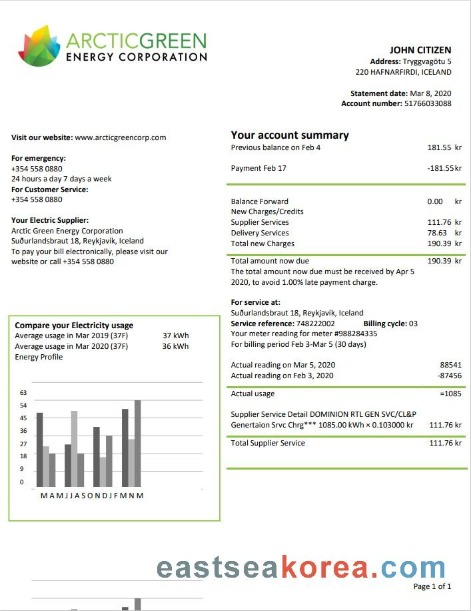 ARCTICGREEN
ENERGY CORPORATION
JOHN CITIZEN
Address: Tryggvagötu 5
220 HAFNARFIRDI, ICELAND
Statement date: Mar 8, 2020
Account number: 51766033088
Visit our website: www.arcticgreencorp.com
For emergency:
+354 558 0880
24 hours a day 7 days a week
For Customer Service:
+354 558 0880
Your Electric Supplier:
Arctic Green Energy Corporation
Suðurlandsbraut 18, Reykjavik, Iceland
To pay your bill electronically, please visit our
website or call +354 558 0880
Your account summary
Previous balance on Feb 4 181.55 kr
Payment Feb 17 -181.55kr
Balance Forward 0.00 kr
New Charges/Credits
Supplier Services 111.76 kr
Delivery Services 78.63 kr
Total new Charges 190.39 kr
Total amount now due 190.39 kr
The total amount now due must be received by Apr 5
2020, to avoid 1.00% late payment charge.
For service at:
Suðurlandsbraut 18, Reykjavik, Iceland
Service reference: 748222002 Billing cycle: 03
Your meter reading for meter #988284335
For billing period Feb 3-Mar 5 (30 days)
Actual reading on Mar 5, 2020 88541
Actual reading on Feb 3, 2020 -87456
Actual usage =1085
Supplier Service Detail DOMINION RTL GEN SVC/CL&P
Genertaion Srvc Chrg*** 1085.00 kWh × 0.103000 kr 111.76 kr
Total Supplier Service 111.76 kr
Compare your Electricity usage
Average usage in Mar 2019 (37F) 37 kWh
Average usage in Mar 2020 (37F) 36 kWh
Energy Profile
63
54
45
36
27
18
9
0
M A M J J A S O N D J F M N M
eastseakorea.com
Page 1 of 1